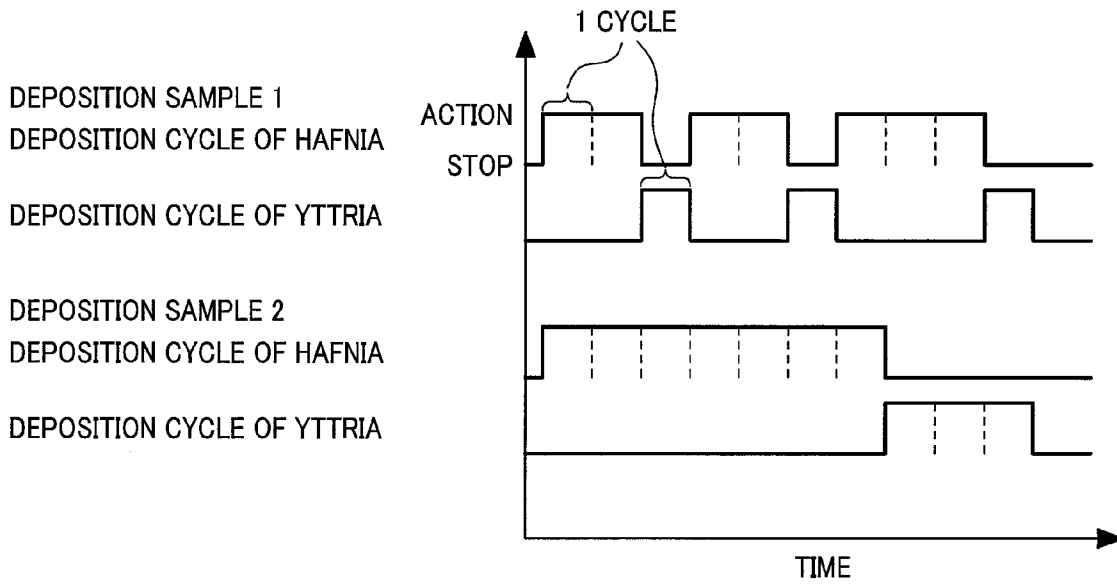 1 CYCLE
DEPOSITION SAMPLE 1
DEPOSITION CYCLE OF HAFNIA
ACTION
STOP
DEPOSITION CYCLE OF YTTRIA
DEPOSITION SAMPLE 2
DEPOSITION CYCLE OF HAFNIA
DEPOSITION CYCLE OF YTTRIA
TIME